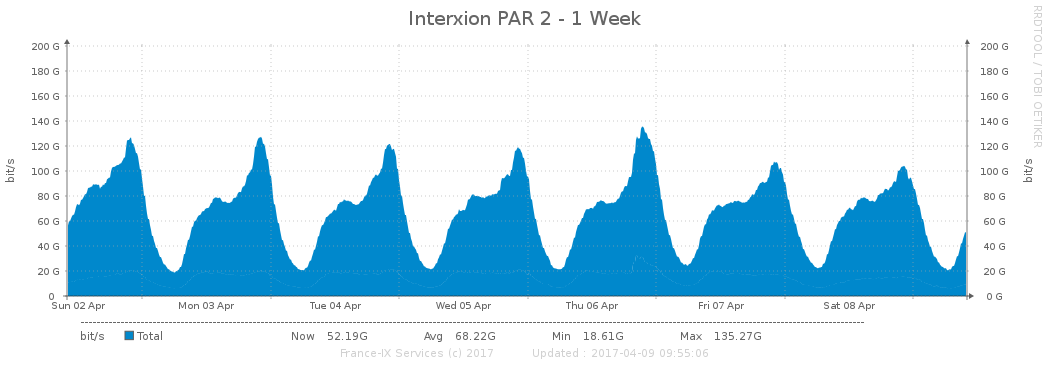 Interxion PAR 2 - 1 Week
RRDTOOL / TOBI OETIKER
bit/s
200 G 200 G
180 G 180 G
160 G 160 G
140 G 140 G
120 G 120 G
100 G 100 G
80 G 80 G
60 G 60 G
40 G 40 G
20 G 20 G
0 0 G
bit/s
Sun 02 Apr Mon 03 Apr Tue 04 Apr Wed 05 Apr Thu 06 Apr Fri 07 Apr Sat 08 Apr
bit/s Total Now 52.19G Avg 68.22G Min 18.61G Max 135.27G
France-IX Services (c) 2017 Updated : 2017-04-09 09:55:06